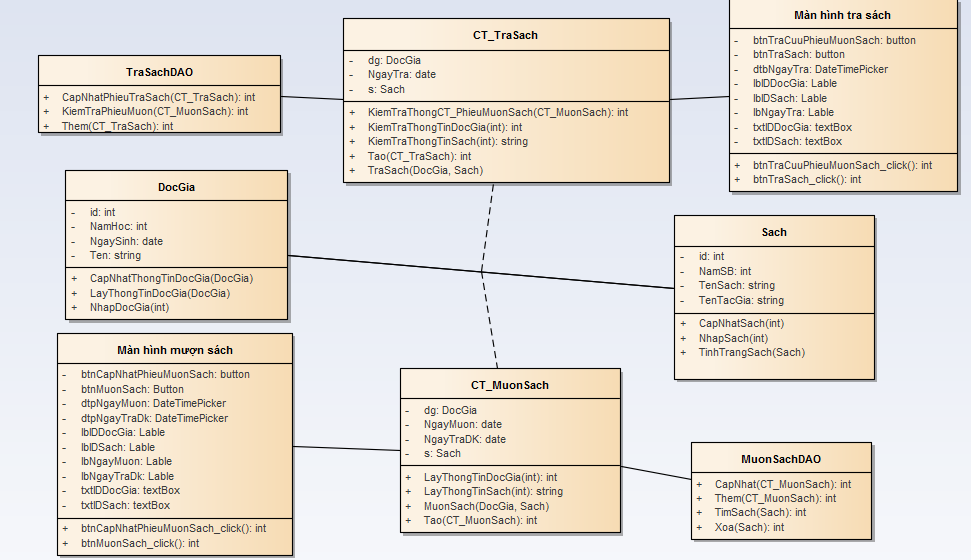 TraSachDAO
+ CapNhatPhieuTraSach(CT_TraSach): int
+ KiemTraPhieuMuon(CT_MuonSach): int
+ Them(CT_TraSach): int
CT_TraSach
- dg: DocGia
- NgayTra: date
- s: Sach
+ KiemTraThongCT_PhieuMuonSach(CT_MuonSach): int
+ KiemTraThongTinDocGia(int): int
+ KiemTraThongTinSach(int): string
+ Tao(CT_TraSach): int
+ TraSach(DocGia, Sach)
Màn hình tra sách
- btnTraCuuPhieuMuonSach: button
- btnTraSach: button
- dtbNgayTra: DateTimePicker
- lblDDocGia: Lable
- lblDSach: Lable
- lbNgayTra: Lable
- txtIDDocGia: textBox
- txtIDSach: textBox
+ btnTraCuuPhieuMuonSach_click(): int
+ btnTraSach_click(): int
DocGia
- id: int
- NamHoc: int
- NgaySinh: date
- Ten: string
+ CapNhatThongTinDocGia(DocGia)
+ LayThongTinDocGia(DocGia)
+ NhapDocGia(int)
Sach
- id: int
- NamSB: int
- TenSach: string
- TenTacGia: string
+ CapNhatSach(int)
+ NhapSach(int)
+ TinhTrangSach(Sach)
Màn hình mượn sách
- btnCapNhatPhieuMuonSach: button
- btnMuonSach: Button
- dtpNgayMuon: DateTimePicker
- dtpNgayTraDk: DateTimePicker
- lblDDocGia: Lable
- lblDSach: Lable
- lbNgayMuon: Lable
- lbNgayTraDk: Lable
- txtIDDocGia: textBox
- txtIDSach: textBox
+ btnCapNhatPhieuMuonSach_click(): int
+ btnMuonSach_click(): int
CT_MuonSach
- dg: DocGia
- NgayMuon: date
- NgayTraDK: date
- s: Sach
+ LayThongTinDocGia(int): int
+ LayThongTinSach(int): string
+ MuonSach(DocGia, Sach)
+ Tao(CT_MuonSach): int
MuonSachDAO
+ CapNhat(CT_MuonSach): int
+ Them(CT_MuonSach): int
+ TimSach(Sach): int
+ Xoa(Sach): int